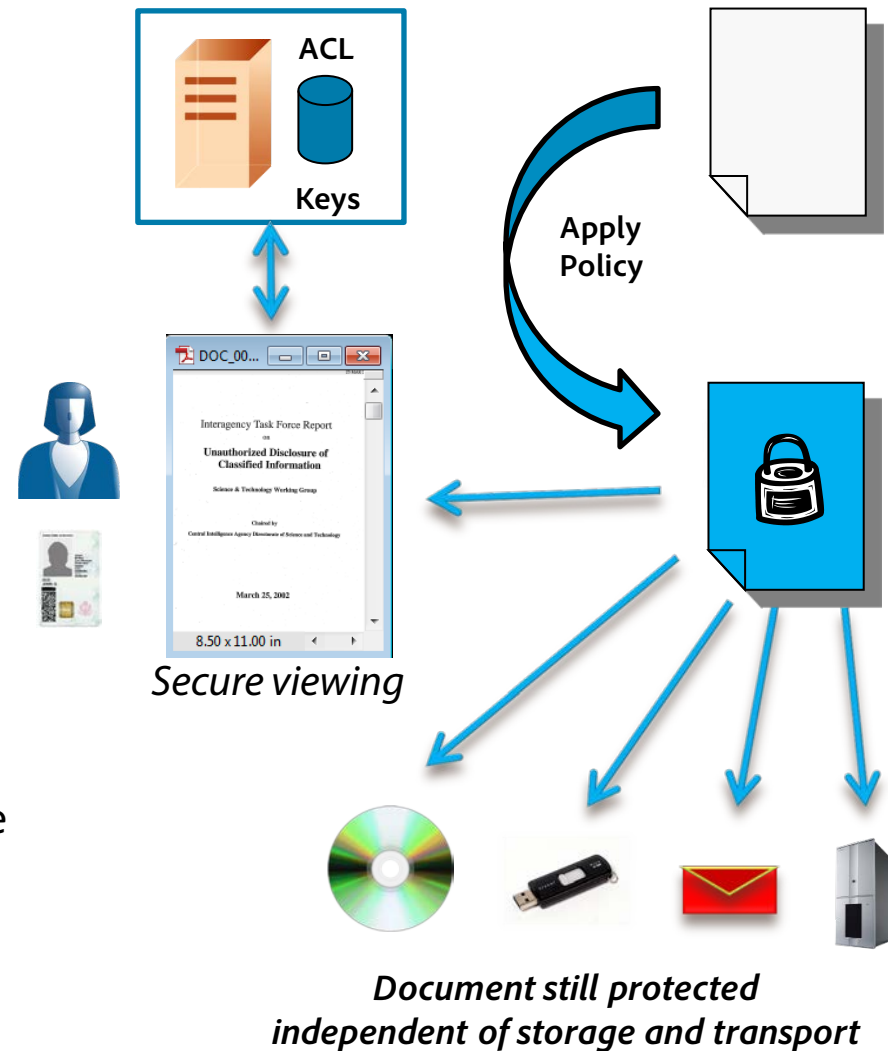 ACL
Keys
Apply
Policy
DOC_00...
Interagency Task Force Report
on
Unauthorized Disclosure of
Classified Information
Science & Technology Working Group
Chaired by
Central Intelligence Agency Directorate of Science and Technology
March 25, 2002
8.50 x 11.00 in
Secure viewing
e
Document still protected
independent of storage and transport